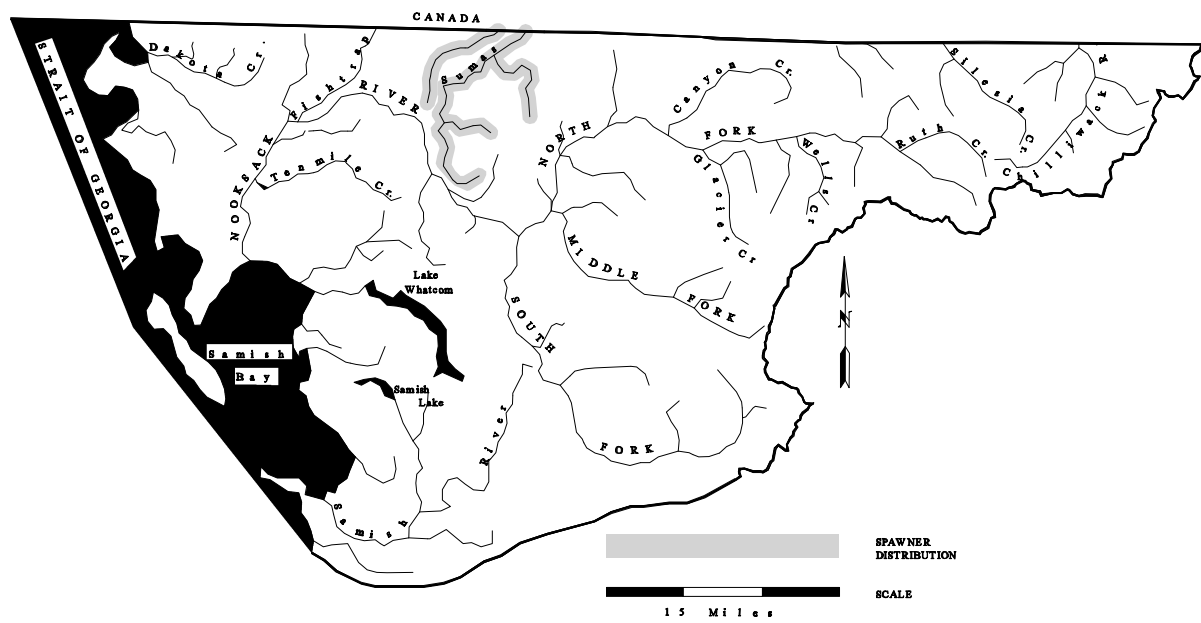 CANADA
STRAIT OF GEORGIA
Dakota Cr.
Fishtrap
Sumas
RIVER
NOOKSACK
Tenmile Cr.
NORTH
FORK
Canyon Cr.
Glacier Cr
Wells Cr
Ruth Cr.
Silesia Cr.
Chilliwack &
MIDDLE
FORK
Lake
Whatcom
SOUTH
FORK
Samish
Bay
Samish
Lake
River
Samish
N
SPAWNER
DISTRIBUTION
SCALE
15 Miles